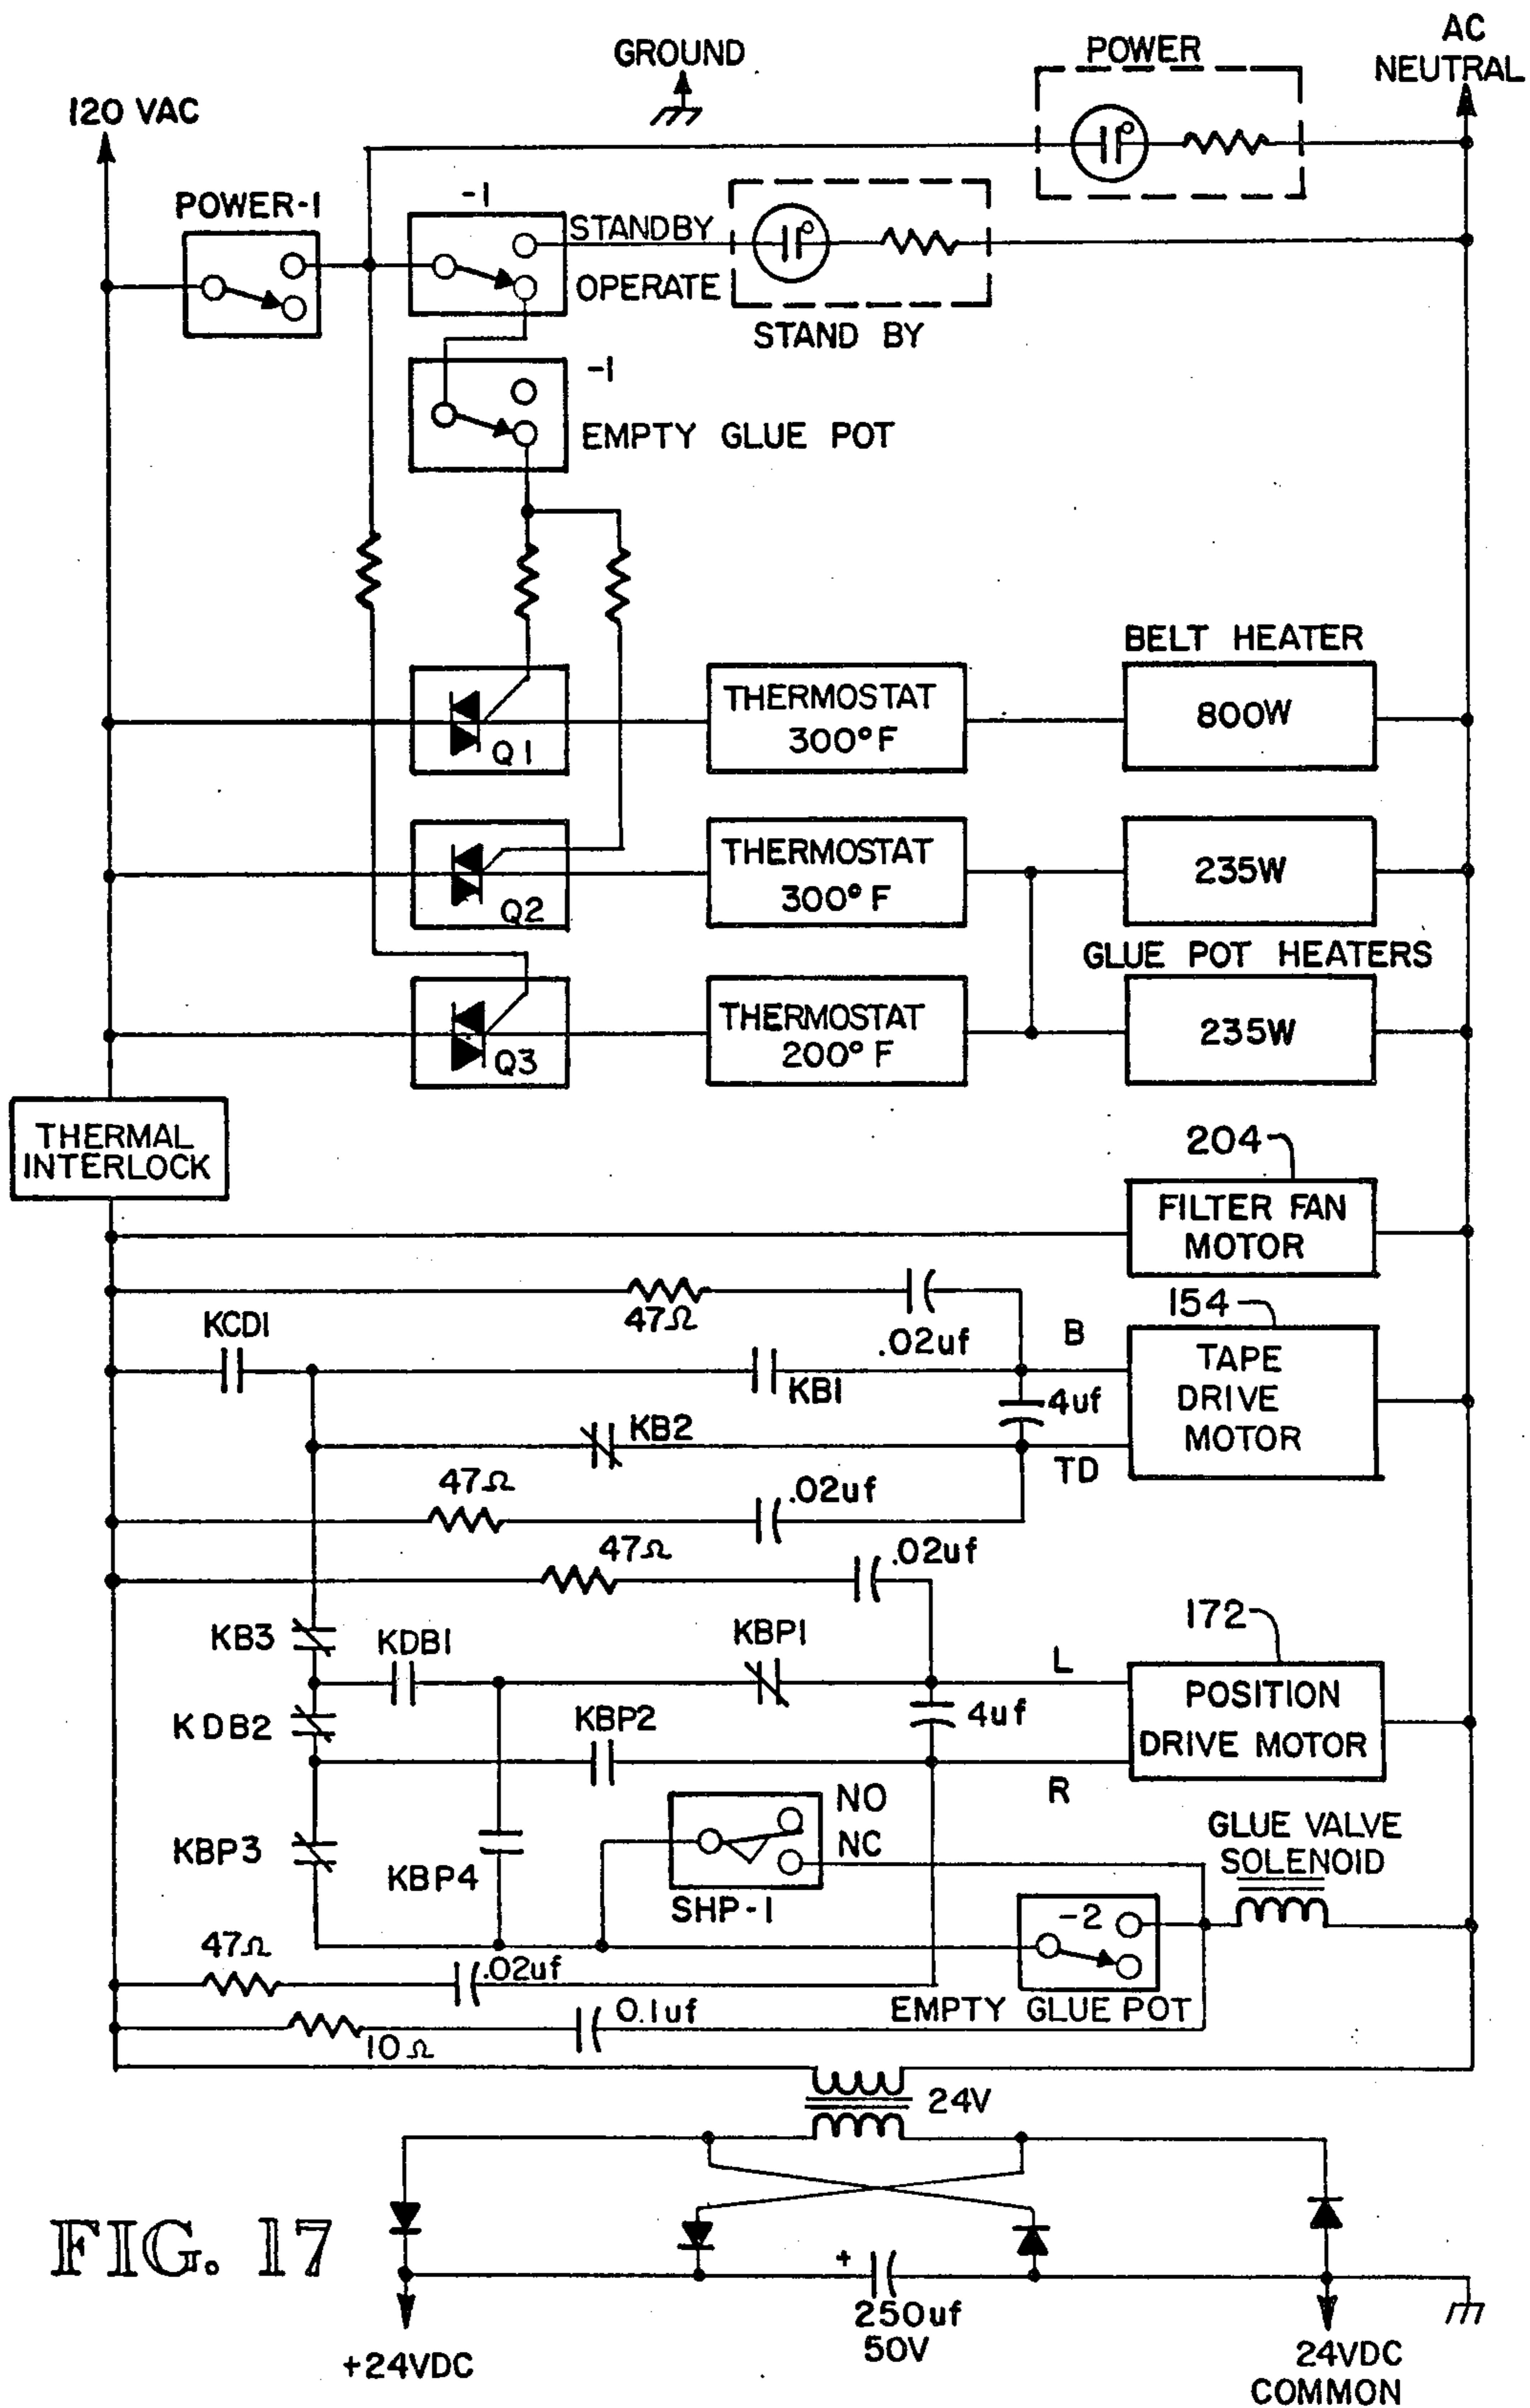 GROUND
POWER
AC
NEUTRAL
120 VAC
POWER-1
-1
STANDBY
OPERATE
STAND BY
-1
EMPTY GLUE POT
BELT HEATER
THERMOSTAT
300°F
800W
Q1
THERMOSTAT
300°F
235W
Q2
GLUE POT HEATERS
THERMOSTAT
200°F
235W
Q3
THERMAL
INTERLOCK
204
FILTER FAN
MOTOR
47Ω
.02uf
154
KCD1
B
TAPE
DRIVE
MOTOR
KB1
4uf
KB2
TD
47Ω
.02uf
47Ω
.02uf
172
KB3
KDB1
KBP1
L
POSITION
DRIVE MOTOR
KDB2
KBP2
4uf
R
NO
NC
GLUE VALVE
SOLENOID
KBP3
KBP4
SHP-1
-2
47Ω
.02uf
EMPTY GLUE POT
10Ω
0.1uf
24V
FIG. 17
+
250uf
50V
+24VDC
24VDC
COMMON